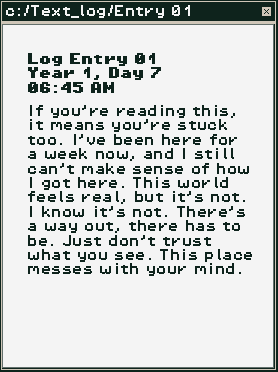 c:/Text_log/Entry 01
Log Entry 01
Year 1, Day 7
06:45 AM
If you're reading this,
it means you're stuck
too. I've been here for
a week now, and I still
can't make sense of how
I got here. This world
feels real, but it's not.
I know it's not. There's
a way out, there has to
be. Just don't trust
what you see. This place
messes with your mind.